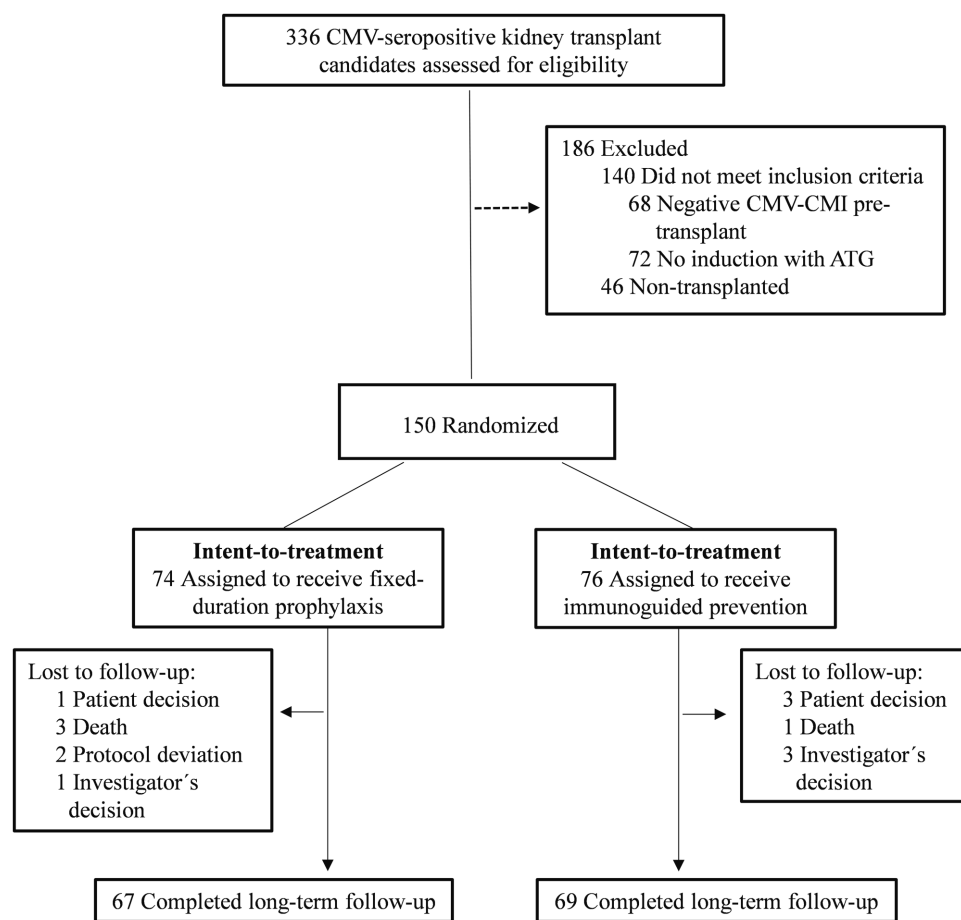 336 CMV-seropositive kidney transplant
candidates assessed for eligibility
186 Excluded
140 Did not meet inclusion criteria
68 Negative CMV-CMI pre-
transplant
72 No induction with ATG
46 Non-transplanted
150 Randomized
Intent-to-treatment
74 Assigned to receive fixed-
duration prophylaxis
Intent-to-treatment
76 Assigned to receive
immunoguided prevention
Lost to follow-up:
1 Patient decision
3 Death
2 Protocol deviation
1 Investigator´s
decision
Lost to follow-up:
3 Patient decision
1 Death
3 Investigator´s
decision
67 Completed long-term follow-up
69 Completed long-term follow-up